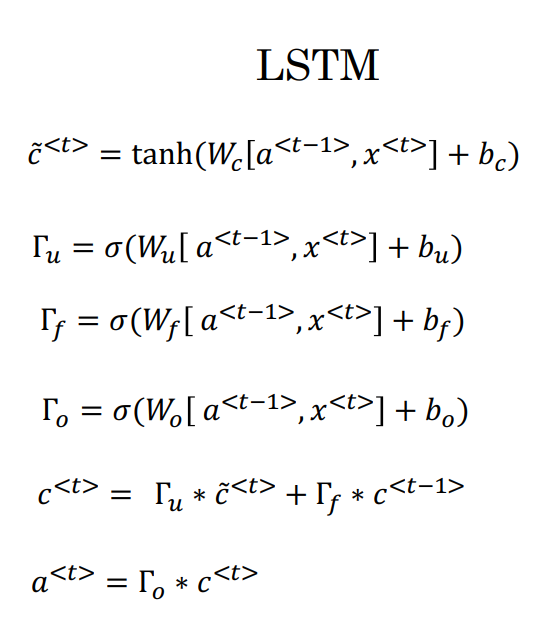 LSTM
c̃^{<t>} = tanh(W_c[a^{<t−1>}, x^{<t>}] + b_c)
Γ_u = σ(W_u[ a^{<t−1>}, x^{<t>}] + b_u)
Γ_f = σ(W_f[ a^{<t−1>}, x^{<t>}] + b_f)
Γ_o = σ(W_o[ a^{<t−1>}, x^{<t>}] + b_o)
c^{<t>} = Γ_u * c̃^{<t>} + Γ_f * c^{<t−1>}
a^{<t>} = Γ_o * c^{<t>}